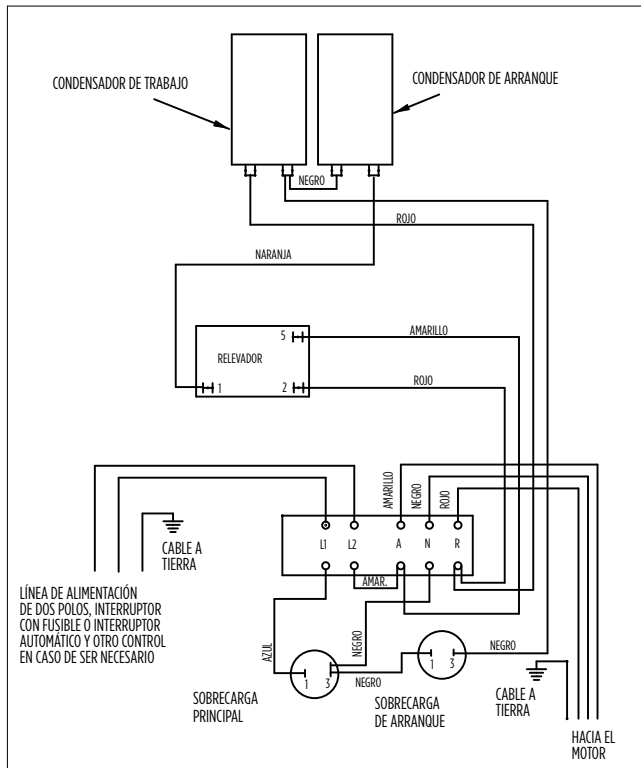 CONDENSADOR DE TRABAJO
CONDENSADOR DE ARRANQUE
NEGRO
ROJO
NARANJA
5
AMARILLO
RELEVADOR
ROJO
1
2
AMARILLO
NEGRO
ROJO
L1
L2
A
N
R
CABLE A
TIERRA
AMAR.
LÍNEA DE ALIMENTACIÓN
DE DOS POLOS, INTERRUPTOR
CON FUSIBLE O INTERRUPTOR
AUTOMÁTICO Y OTRO CONTROL
EN CASO DE SER NECESARIO
AZUL
NEGRO
NEGRO
1
3
1
3
NEGRO
SOBRECARGA
PRINCIPAL
SOBRECARGA
DE ARRANQUE
CABLE A
TIERRA
HACIA EL
MOTOR